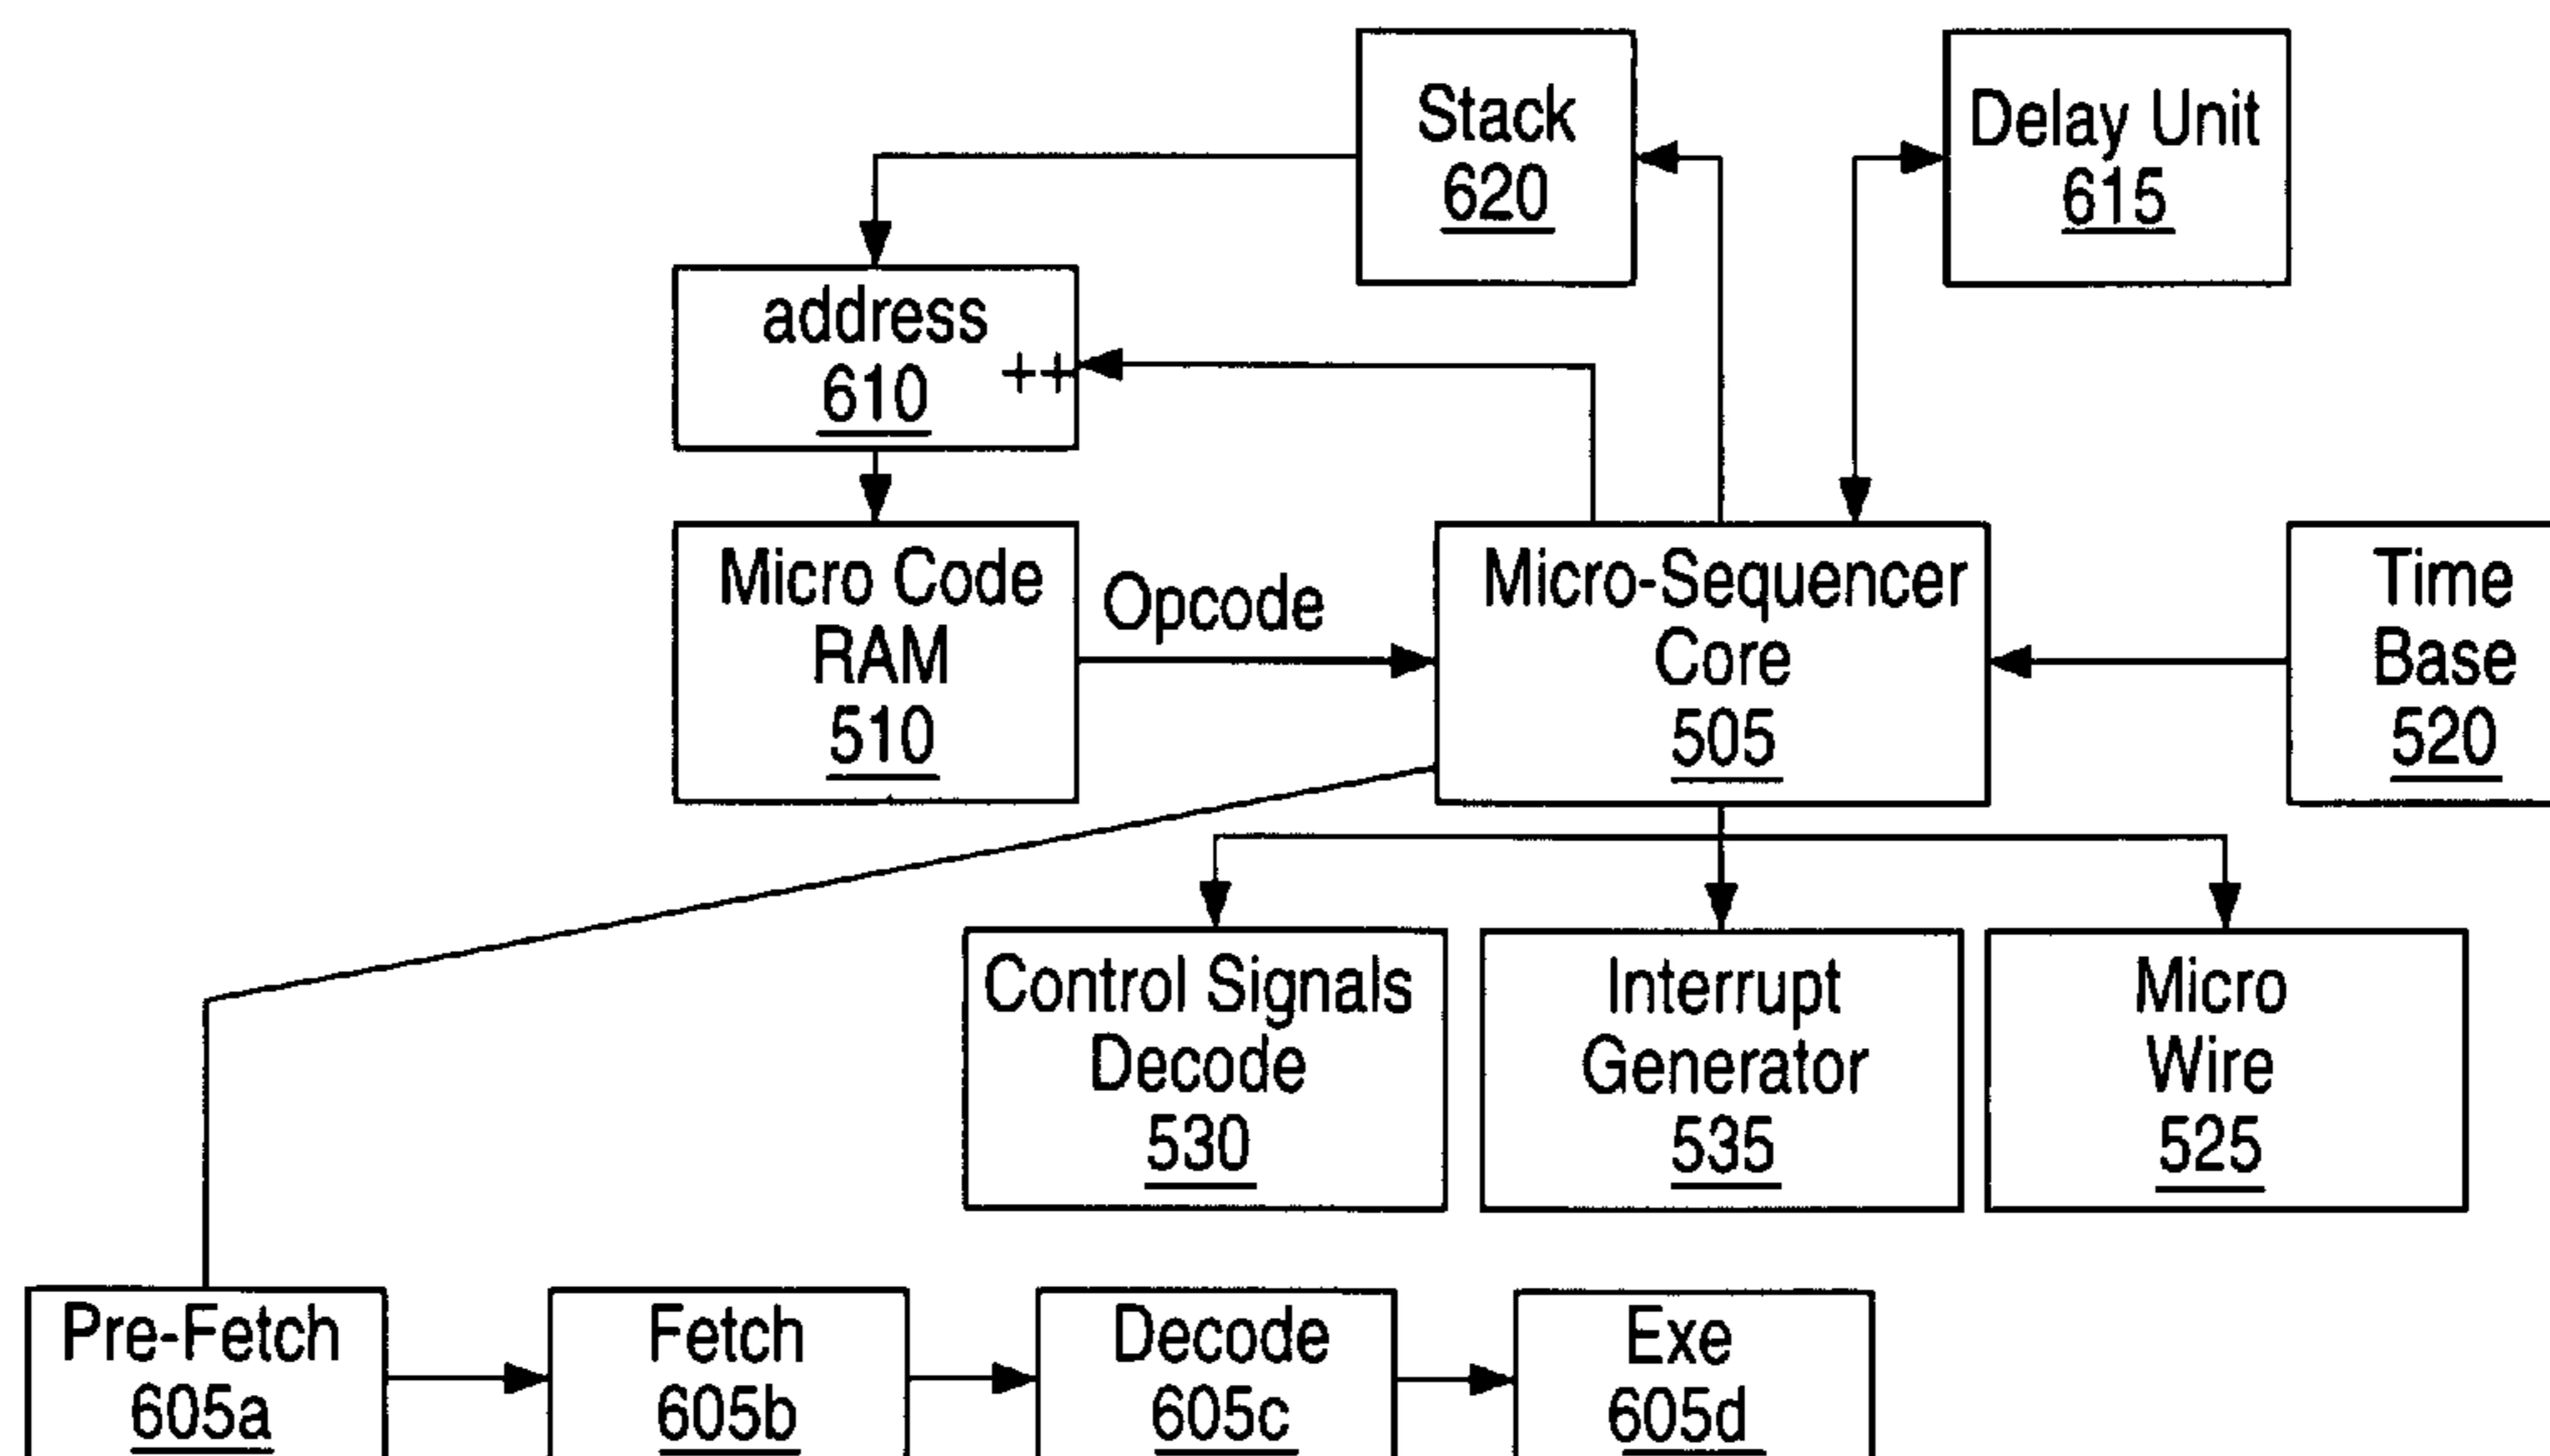 Stack
620
Delay Unit
615
address
610
++
Micro Code
RAM
510
Opcode
Micro-Sequencer
Core
505
Time
Base
520
Control Signals
Decode
530
Interrupt
Generator
535
Micro
Wire
525
Pre-Fetch
605a
Fetch
605b
Decode
605c
Exe
605d